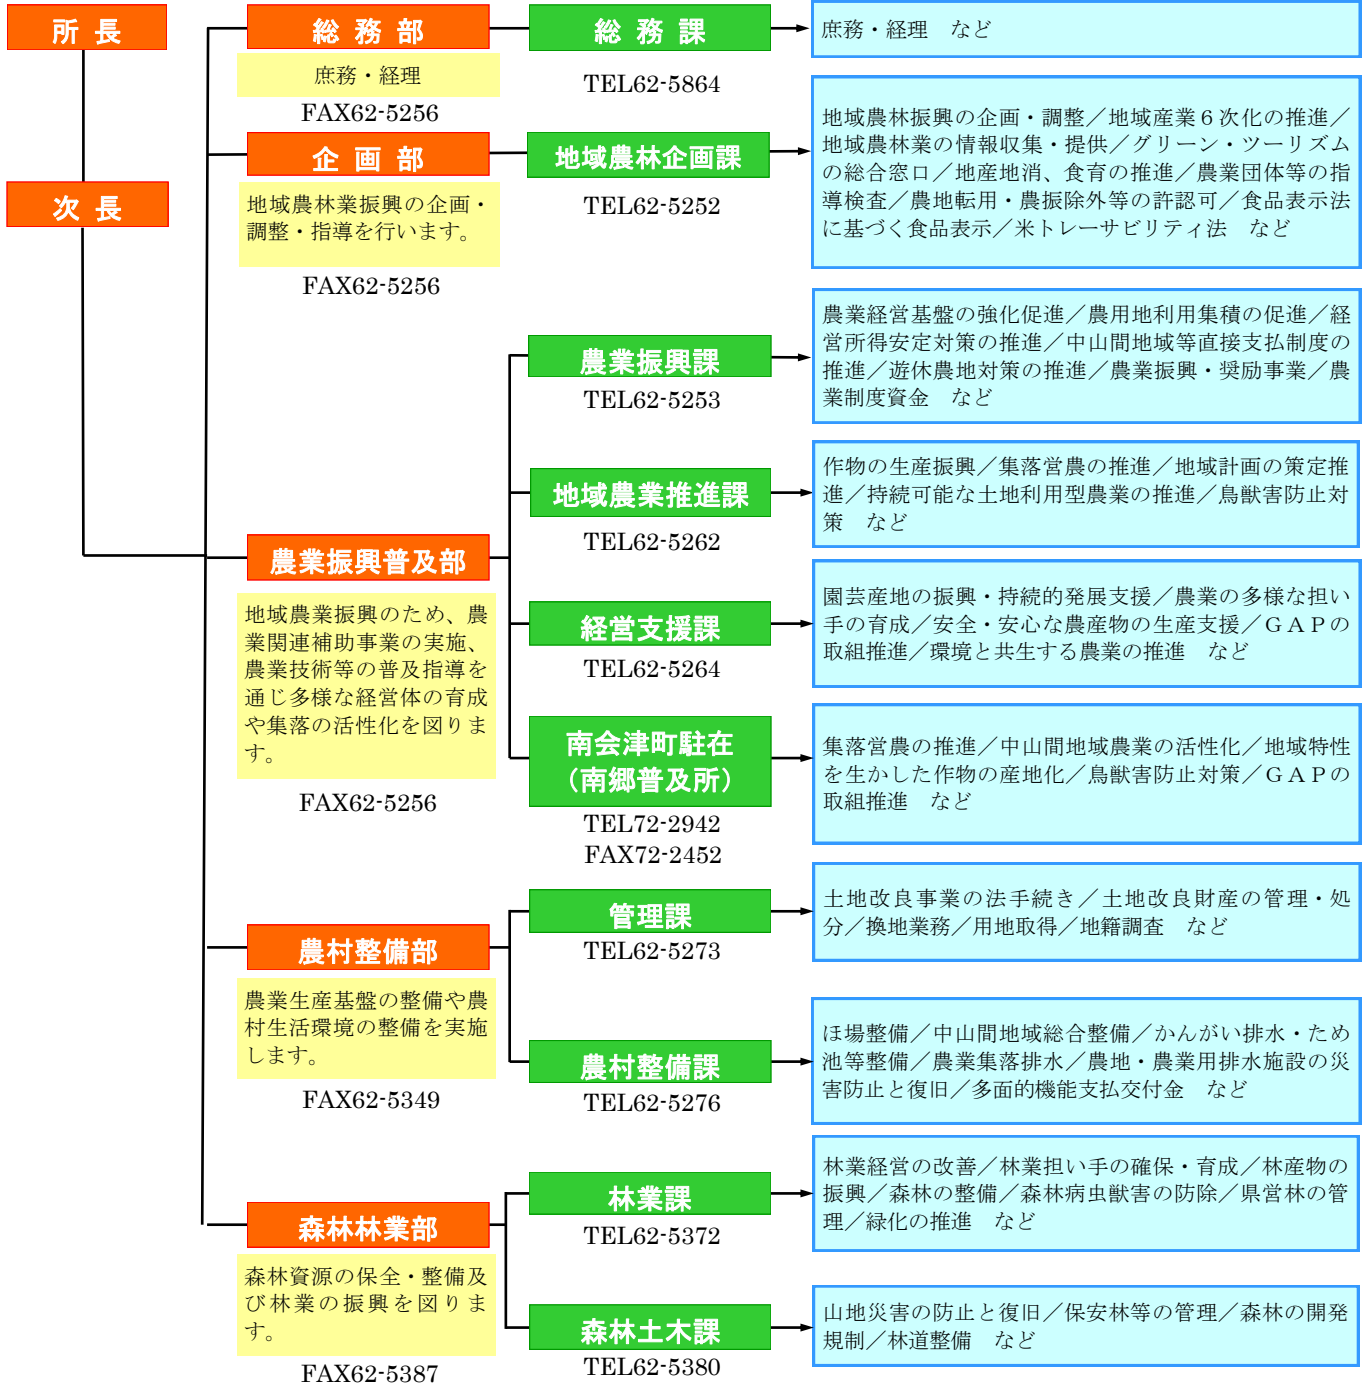 所長
次長
総務部
庶務・経理
FAX62-5256
総務課
TEL62-5864
庶務・経理　など
企画部
地域農林業振興の企画・
調整・指導を行います。
FAX62-5256
地域農林企画課
TEL62-5252
地域農林振興の企画・調整／地域産業６次化の推進／
地域農林業の情報収集・提供／グリーン・ツーリズム
の総合窓口／地産地消、食育の推進／農業団体等の指
導検査／農地転用・農振除外等の許認可／食品表示法
に基づく食品表示／米トレーサビリティ法　など
農業振興普及部
地域農業振興のため、農
業関連補助事業の実施、
農業技術等の普及指導を
通じ多様な経営体の育成
や集落の活性化を図りま
す。
FAX62-5256
農業振興課
TEL62-5253
農業経営基盤の強化促進／農用地利用集積の促進／経
営所得安定対策の推進／中山間地域等直接支払制度の
推進／遊休農地対策の推進／農業振興・奨励事業／農
業制度資金　など
地域農業推進課
TEL62-5262
作物の生産振興／集落営農の推進／地域計画の策定推
進／持続可能な土地利用型農業の推進／鳥獣害防止対
策　など
経営支援課
TEL62-5264
園芸産地の振興・持続的発展支援／農業の多様な担い
手の育成／安全・安心な農産物の生産支援／ＧＡＰの
取組推進／環境と共生する農業の推進　など
南会津町駐在
（南郷普及所）
TEL72-2942
FAX72-2452
集落営農の推進／中山間地域農業の活性化／地域特性
を生かした作物の産地化／鳥獣害防止対策／ＧＡＰの
取組推進　など
農村整備部
農業生産基盤の整備や農
村生活環境の整備を実施
します。
FAX62-5349
管理課
TEL62-5273
土地改良事業の法手続き／土地改良財産の管理・処
分／換地業務／用地取得／地籍調査　など
農村整備課
TEL62-5276
ほ場整備／中山間地域総合整備／かんがい排水・ため
池等整備／農業集落排水／農地・農業用排水施設の災
害防止と復旧／多面的機能支払交付金　など
森林林業部
森林資源の保全・整備及
び林業の振興を図りま
す。
FAX62-5387
林業課
TEL62-5372
林業経営の改善／林業担い手の確保・育成／林産物の
振興／森林の整備／森林病虫獣害の防除／県営林の管
理／緑化の推進　など
森林土木課
TEL62-5380
山地災害の防止と復旧／保安林等の管理／森林の開発
規制／林道整備　など